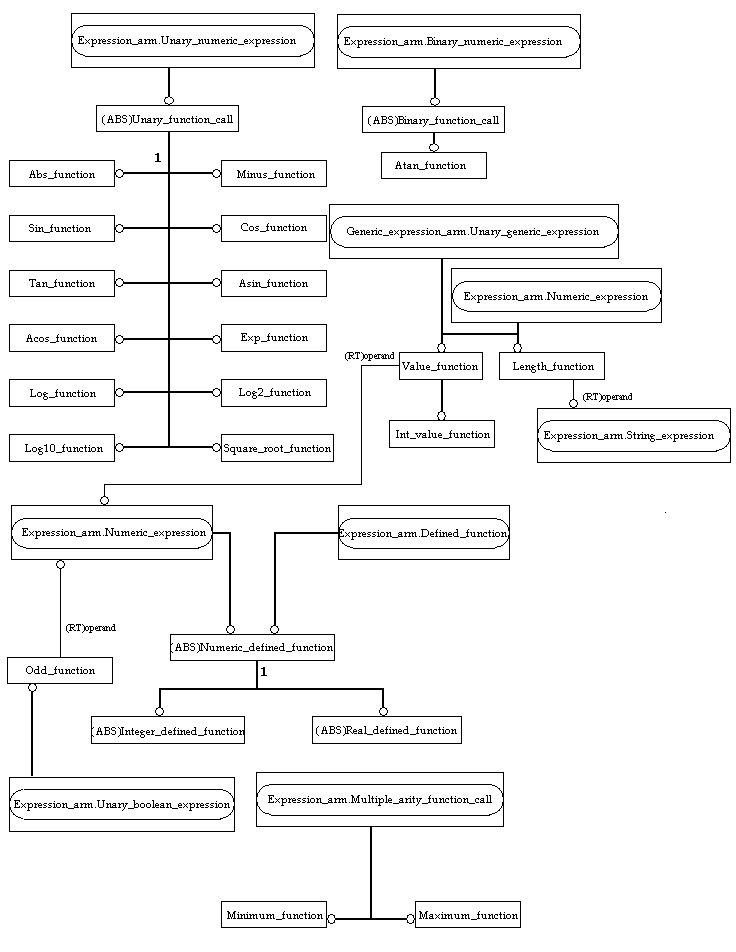 Expression_arm.Unary_numeric_expression
Expression_arm.Binary_numeric_expression
(ABS)Unary_function_call
(ABS)Binary_function_call
1
Atan_function
Abs_function
Minus_function
Sin_function
Cos_function
Generic_expression_arm.Unary_generic_expression
Tan_function
Asin_function
Expression_arm.Numeric_expression
Acos_function
Exp_function
(RT)operand
Value_function
Length_function
Log_function
Log2_function
(RT)operand
Int_value_function
Expression_arm.String_expression
Log10_function
Square_root_function
Expression_arm.Numeric_expression
Expression_arm.Defined_function
(RT)operand
(ABS)Numeric_defined_function
Odd_function
1
(ABS)Integer_defined_function
(ABS)Real_defined_function
Expression_arm.Unary_boolean_expression
Expression_arm.Multiple_arity_function_call
Minimum_function
Maximum_function